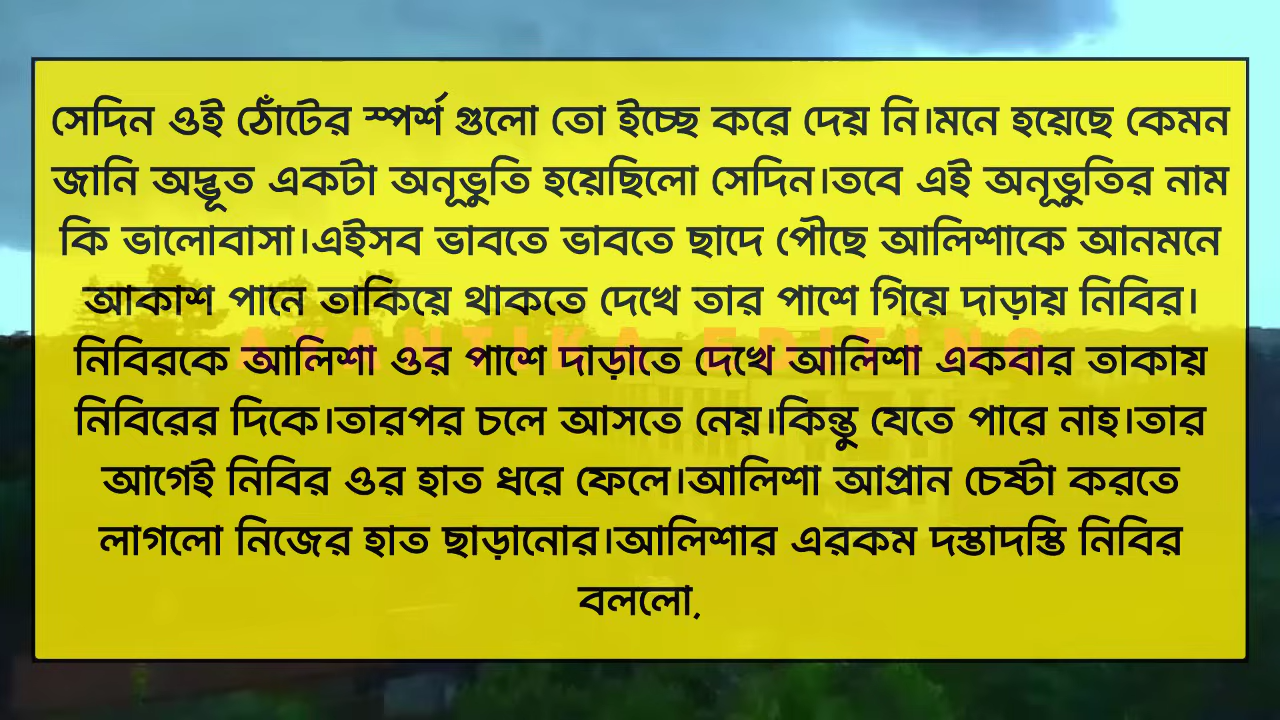 সেদিন ওই ঠোঁটের স্পর্শ গুলো তো ইচ্ছে করে দেয় নি।মনে হয়েছে কেমন
জানি অদ্ভূত একটা অনূভুতি হয়েছিলো সেদিন।তবে এই অনূভুতির নাম
কি ভালোবাসা।এইসব ভাবতে ভাবতে ছাদে পৌছে আলিশাকে আনমনে
আকাশ পানে তাকিয়ে থাকতে দেখে তার পাশে গিয়ে দাড়ায় নিবির।
AKANTIKA EDITING
নিবিরকে আলিশা ওর পাশে দাড়াতে দেখে আলিশা একবার তাকায়
নিবিরের দিকে।তারপর চলে আসতে নেয়।কিন্তু যেতে পারে নাহ।তার
আগেই নিবির ওর হাত ধরে ফেলে।আলিশা আপ্রান চেষ্টা করতে
লাগলো নিজের হাত ছাড়ানোর।আলিশার এরকম দস্তাদস্তি নিবির
বললো,